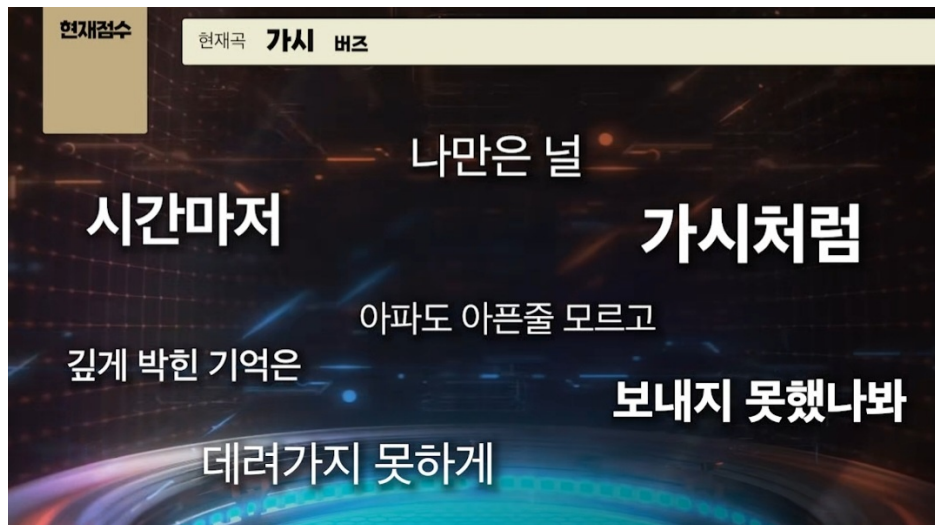 현재점수
현재곡 가시 버즈
나만은 널
시간마저
가시처럼
아파도 아픈줄 모르고
깊게 박힌 기억은
보내지 못했나봐
데려가지 못하게